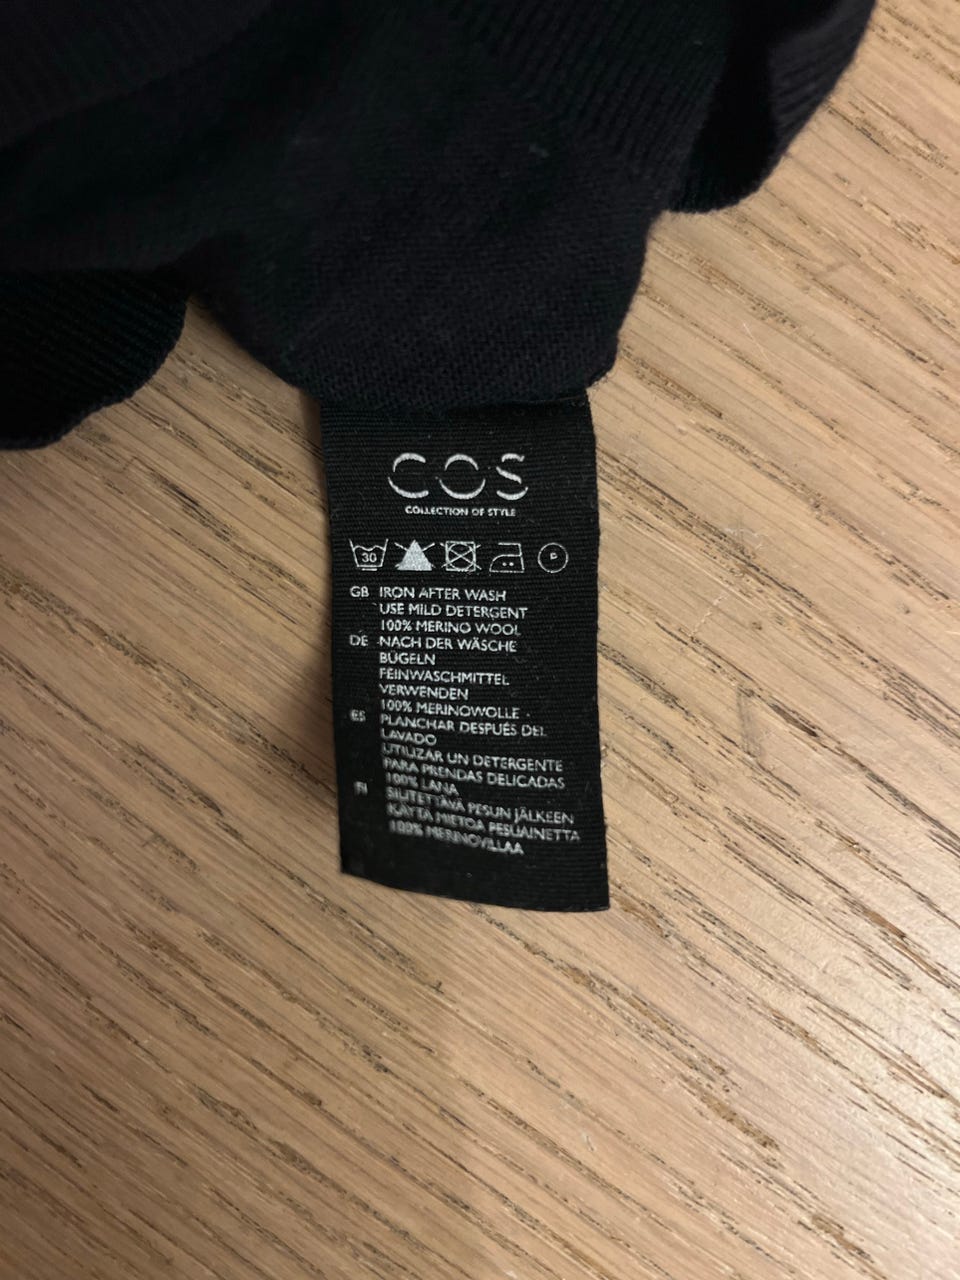 COS
COLLECTION OF STYLE
30 P
GB IRON AFTER WASH
USE MILD DETERGENT
100% MERINO WOOL
DE NACH DER WÄSCHE
BÜGELN
FEINWASCHMITTEL
VERWENDEN
100% MERINOWOLLE
ES PLANCHAR DESPUÉS DEL
LAVADO
UTILIZAR UN DETERGENTE
PARA PRENDAS DELICADAS
100% LANA
FI SILITETTÄVÄ PESUN JÄLKEEN
KÄYTÄ MIETOA PESUAINETTA
100% MERINOVILLAA